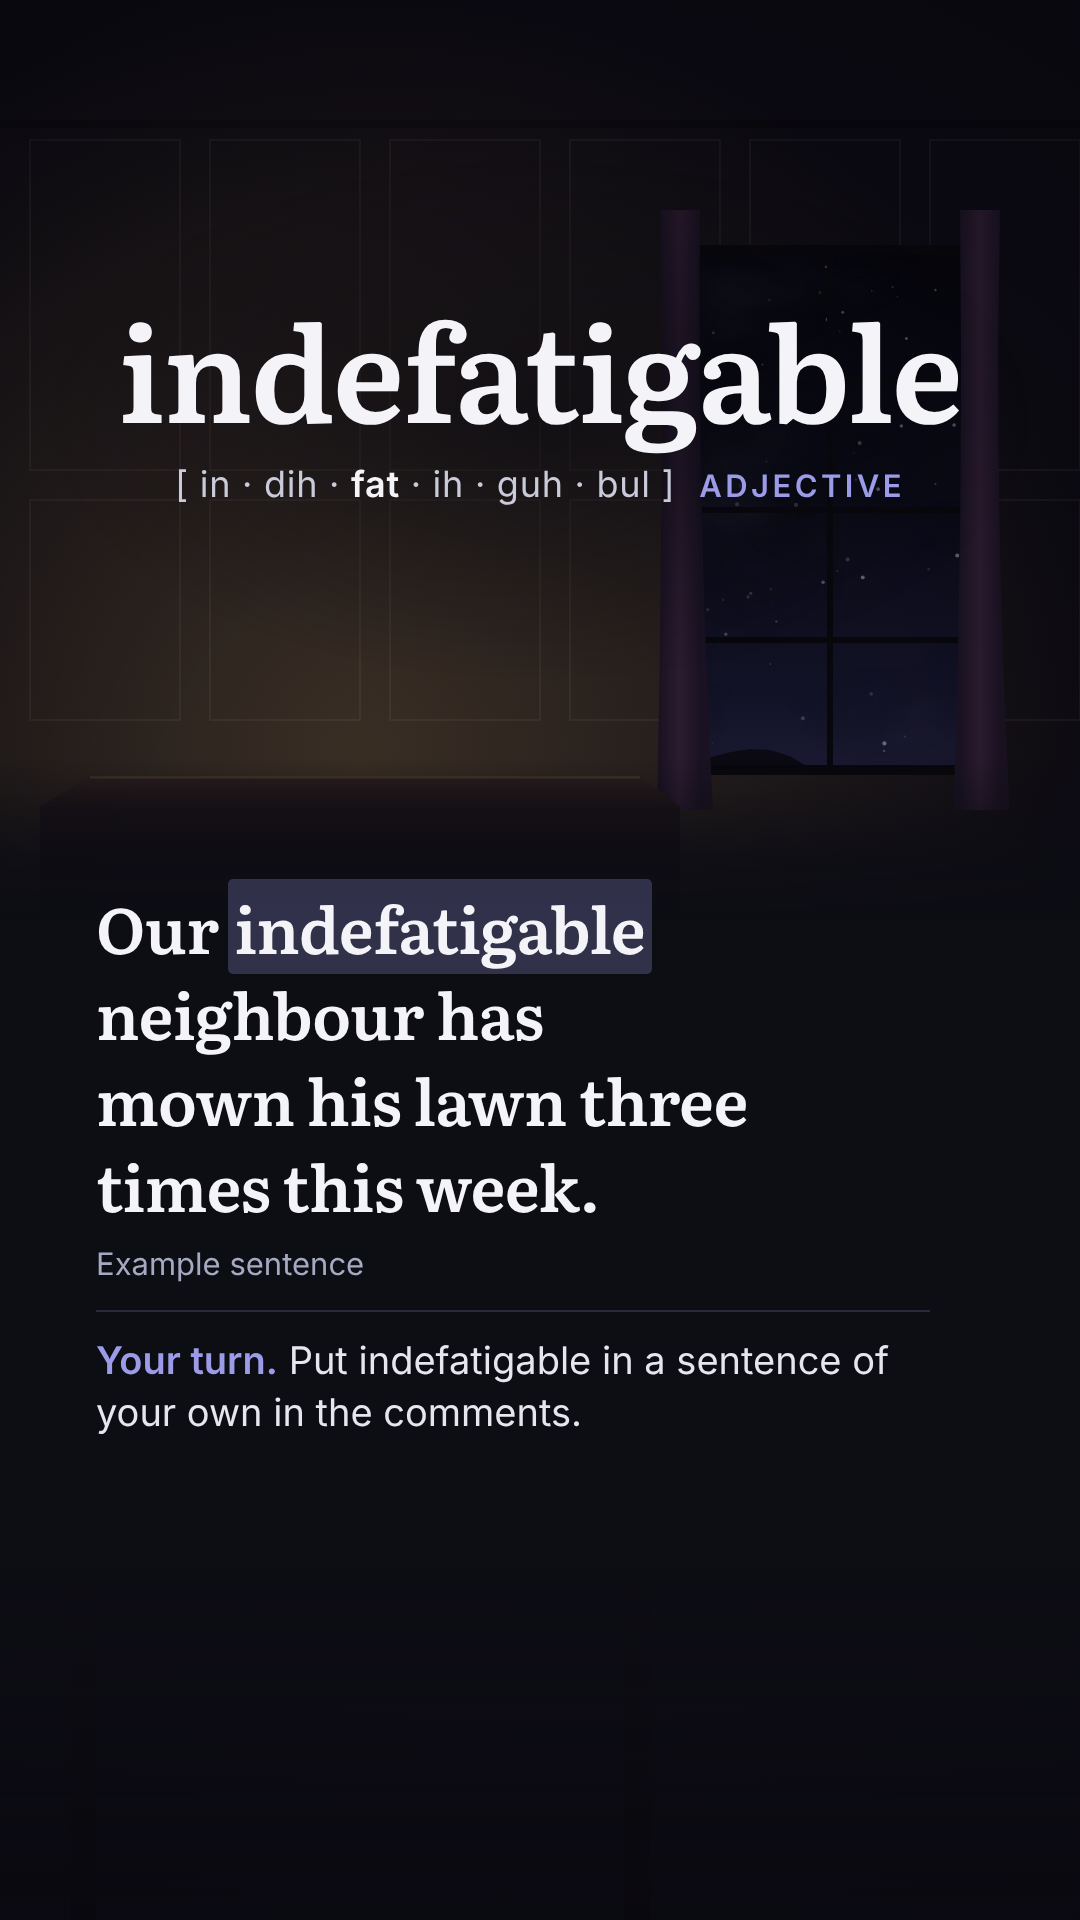 indefatigable
[ in · dih · fat · ih · guh · bul ] ADJECTIVE
Our indefatigable
neighbour has
mown his lawn three
times this week.
Example sentence
Your turn. Put indefatigable in a sentence of
your own in the comments.